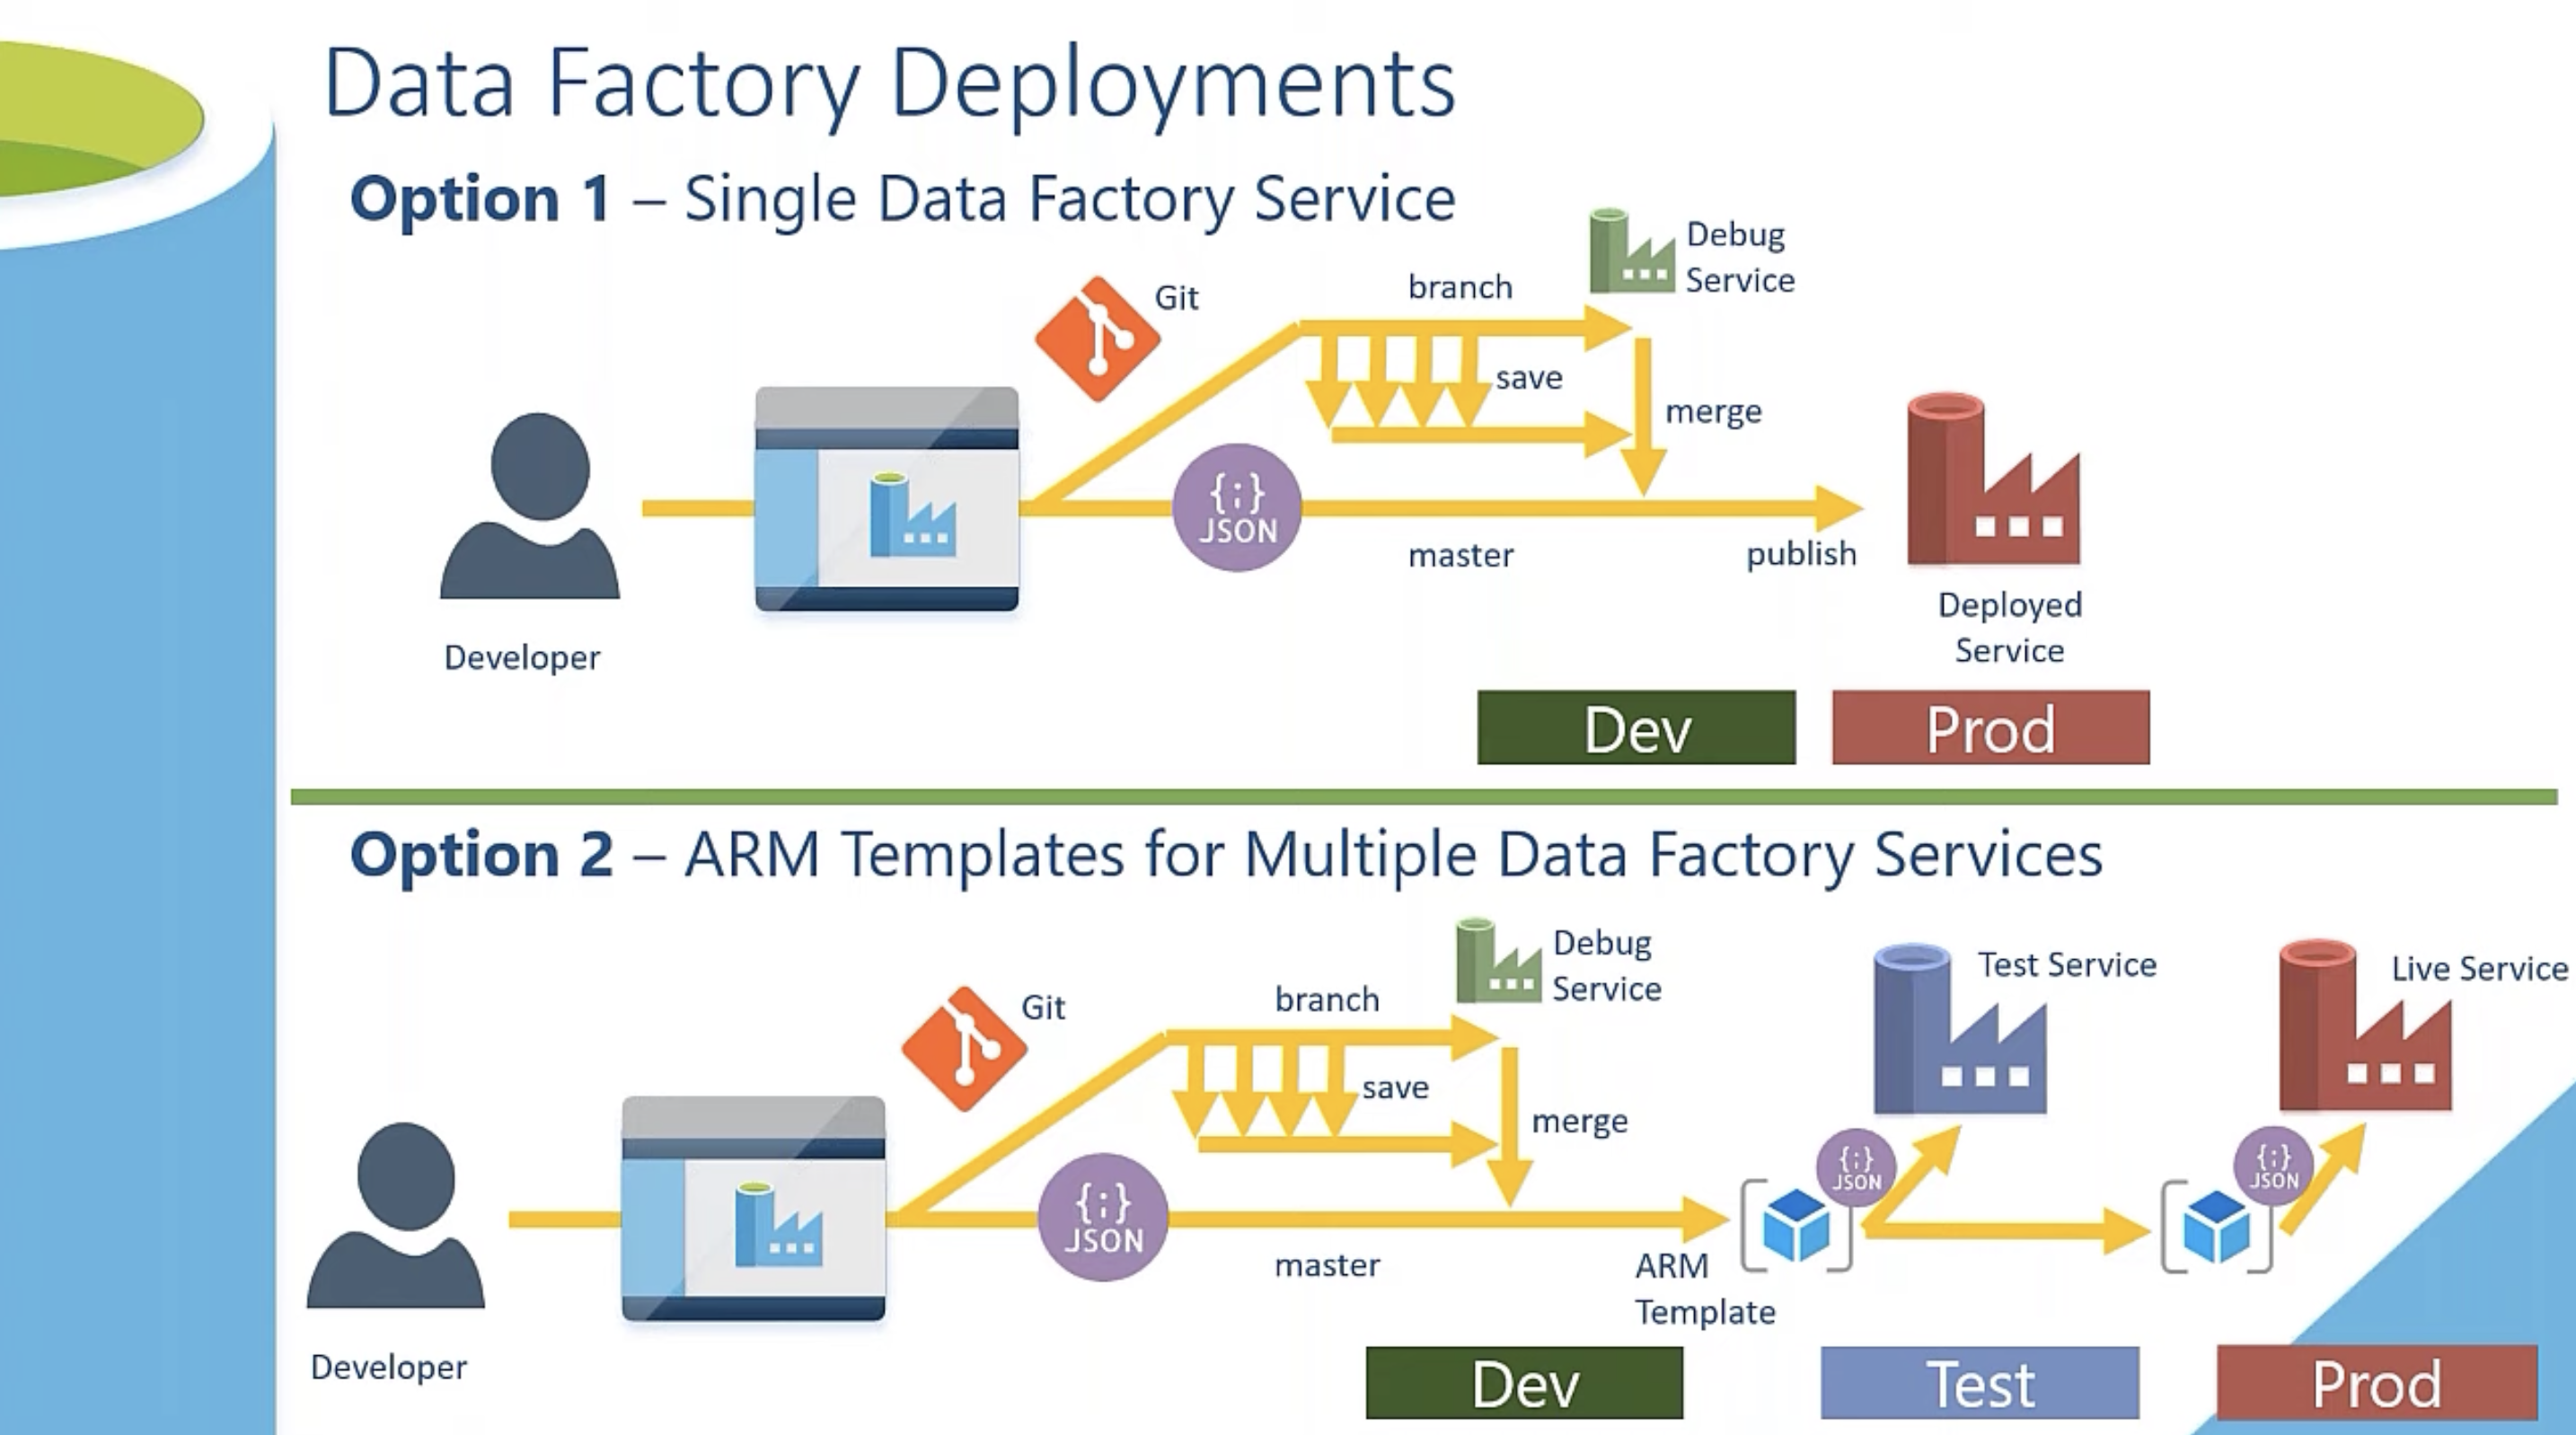 Data Factory Deployments
Option 1 – Single Data Factory Service
Debug
Service
Git
branch
save
merge
{;}
JSON
master
publish
Developer
Deployed
Service
Dev
Prod
Option 2 – ARM Templates for Multiple Data Factory Services
Debug
Service
Test Service
Live Service
Git
branch
save
merge
{;}
JSON
{;}
JSON
{;}
JSON
master
ARM
Template
Developer
Dev
Test
Prod